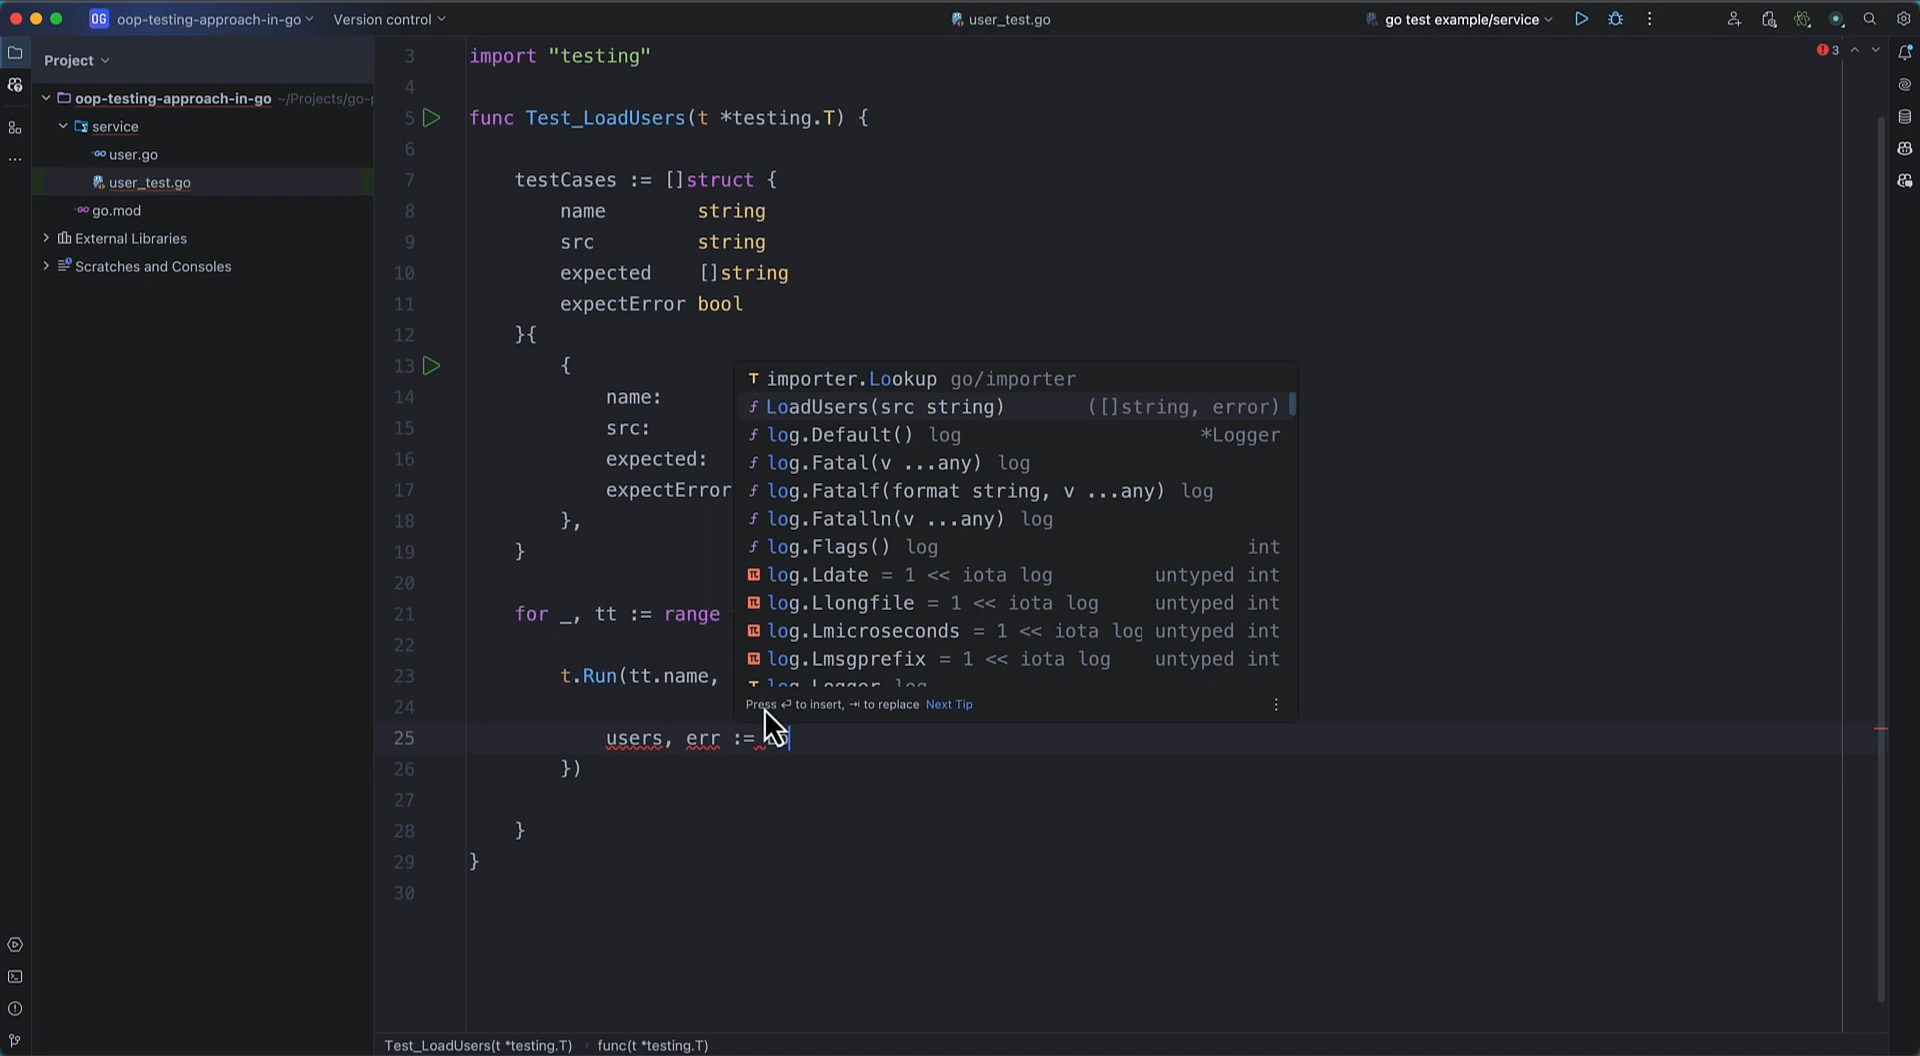 OG oop-testing-approach-in-go Version control user_test.go go test example/service
Project
oop-testing-approach-in-go ~/Projects/go-
service
user.go
user_test.go
go.mod
External Libraries
Scratches and Consoles
3
3 import "testing"
4
5 func Test_LoadUsers(t *testing.T) {
6
7 testCases := []struct {
8 name string
9 src string
10 expected []string
11 expectError bool
12 }{
13 {
14 name:
15 src:
16 expected:
17 expectError
18 },
19 }
20
21 for _, tt := range
22
23 t.Run(tt.name,
24
25 users, err :=
26 })
27
28 }
29 }
30
T importer.Lookup go/importer
f LoadUsers(src string) ([]string, error)
f log.Default() log *Logger
f log.Fatal(v ...any) log
f log.Fatalf(format string, v ...any) log
f log.Fatalln(v ...any) log
f log.Flags() log int
log.Ldate = 1 << iota log untyped int
log.Llongfile = 1 << iota log untyped int
log.Lmicroseconds = 1 << iota log untyped int
log.Lmsgprefix = 1 << iota log untyped int
log.Logger log
Press ⏎ to insert, ⇥ to replace Next Tip
Test_LoadUsers(t *testing.T) › func(t *testing.T)